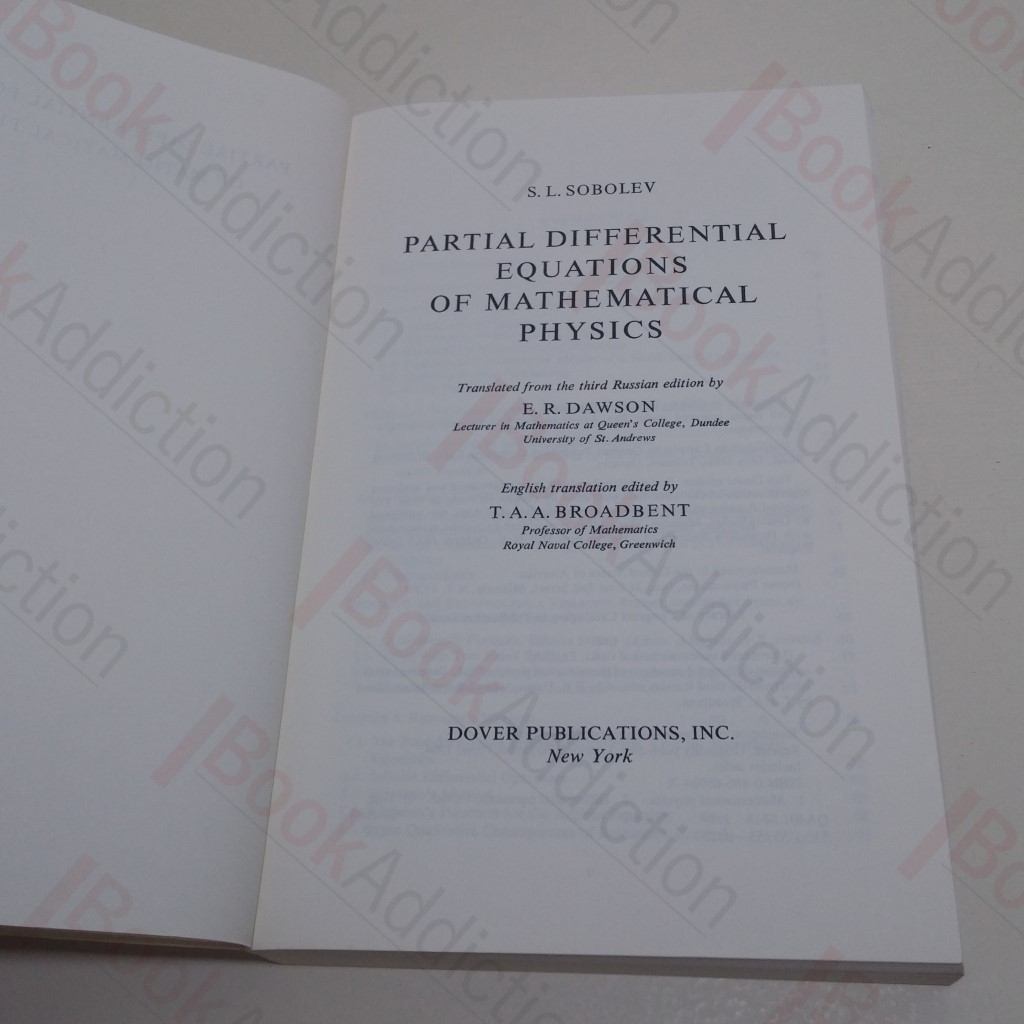 S. L. SOBOLEV
PARTIAL DIFFERENTIAL
EQUATIONS
OF MATHEMATICAL
PHYSICS
Translated from the third Russian edition by
E. R. DAWSON
Lecturer in Mathematics at Queen's College, Dundee
University of St. Andrews
English translation edited by
T. A. A. BROADBENT
Professor of Mathematics
Royal Naval College, Greenwich
DOVER PUBLICATIONS, INC.
New York
BookAddiction